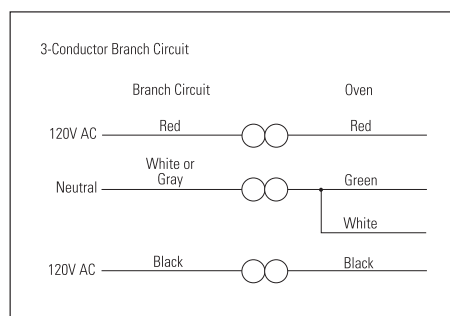 3-Conductor Branch Circuit
Branch Circuit Oven
120V AC Red Red
Neutral White or Gray Green
White
120V AC Black Black